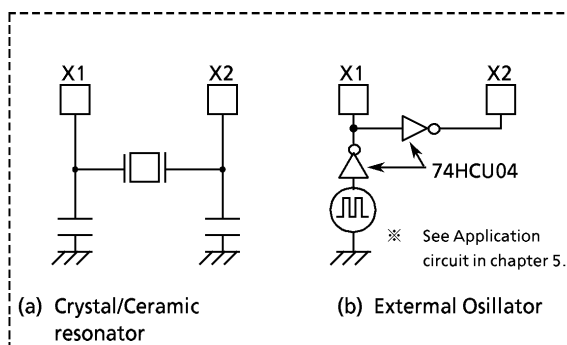 X1 X2 X1 X2
74HCU04
※ See Application
circuit in chapter 5.
(a) Crystal/Ceramic
resonator
(b) Extermal Osillator